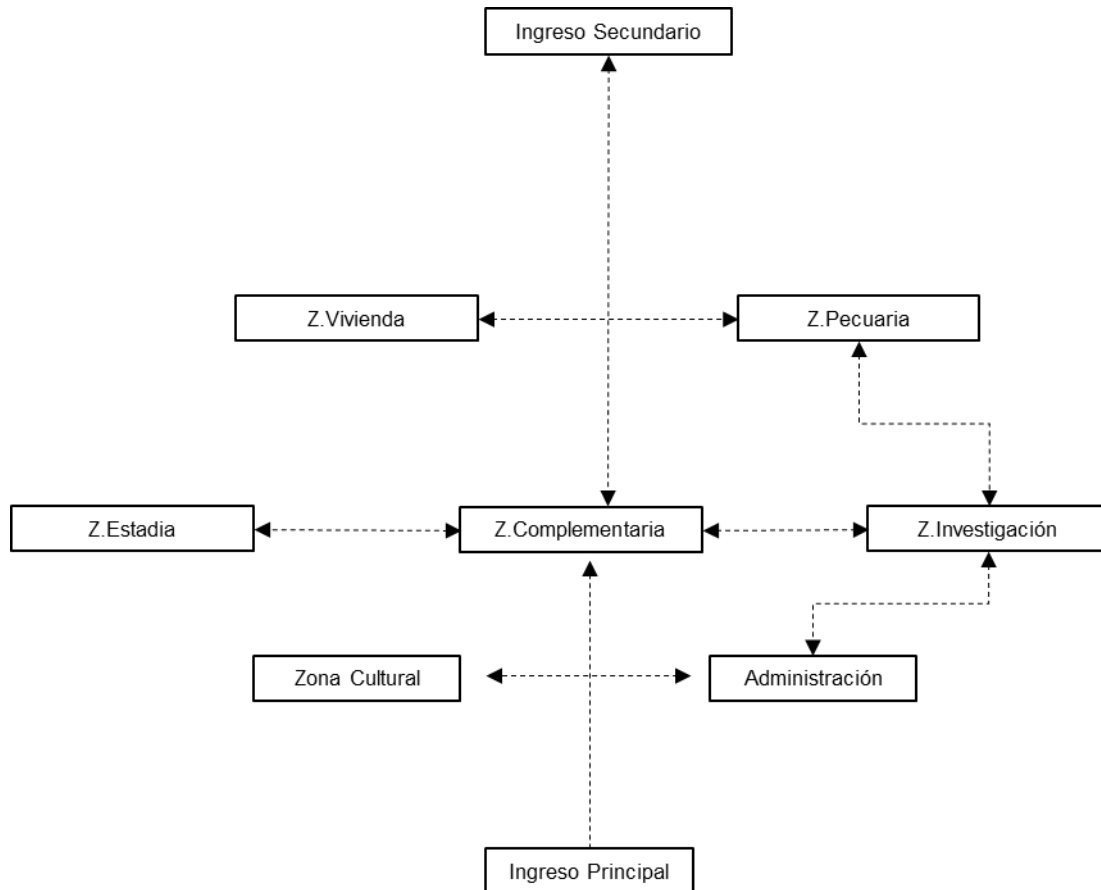 Ingreso Secundario
Z.Vivienda
Z.Pecuaria
Z.Estadia
Z.Complementaria
Z.Investigación
Zona Cultural
Administración
Ingreso Principal